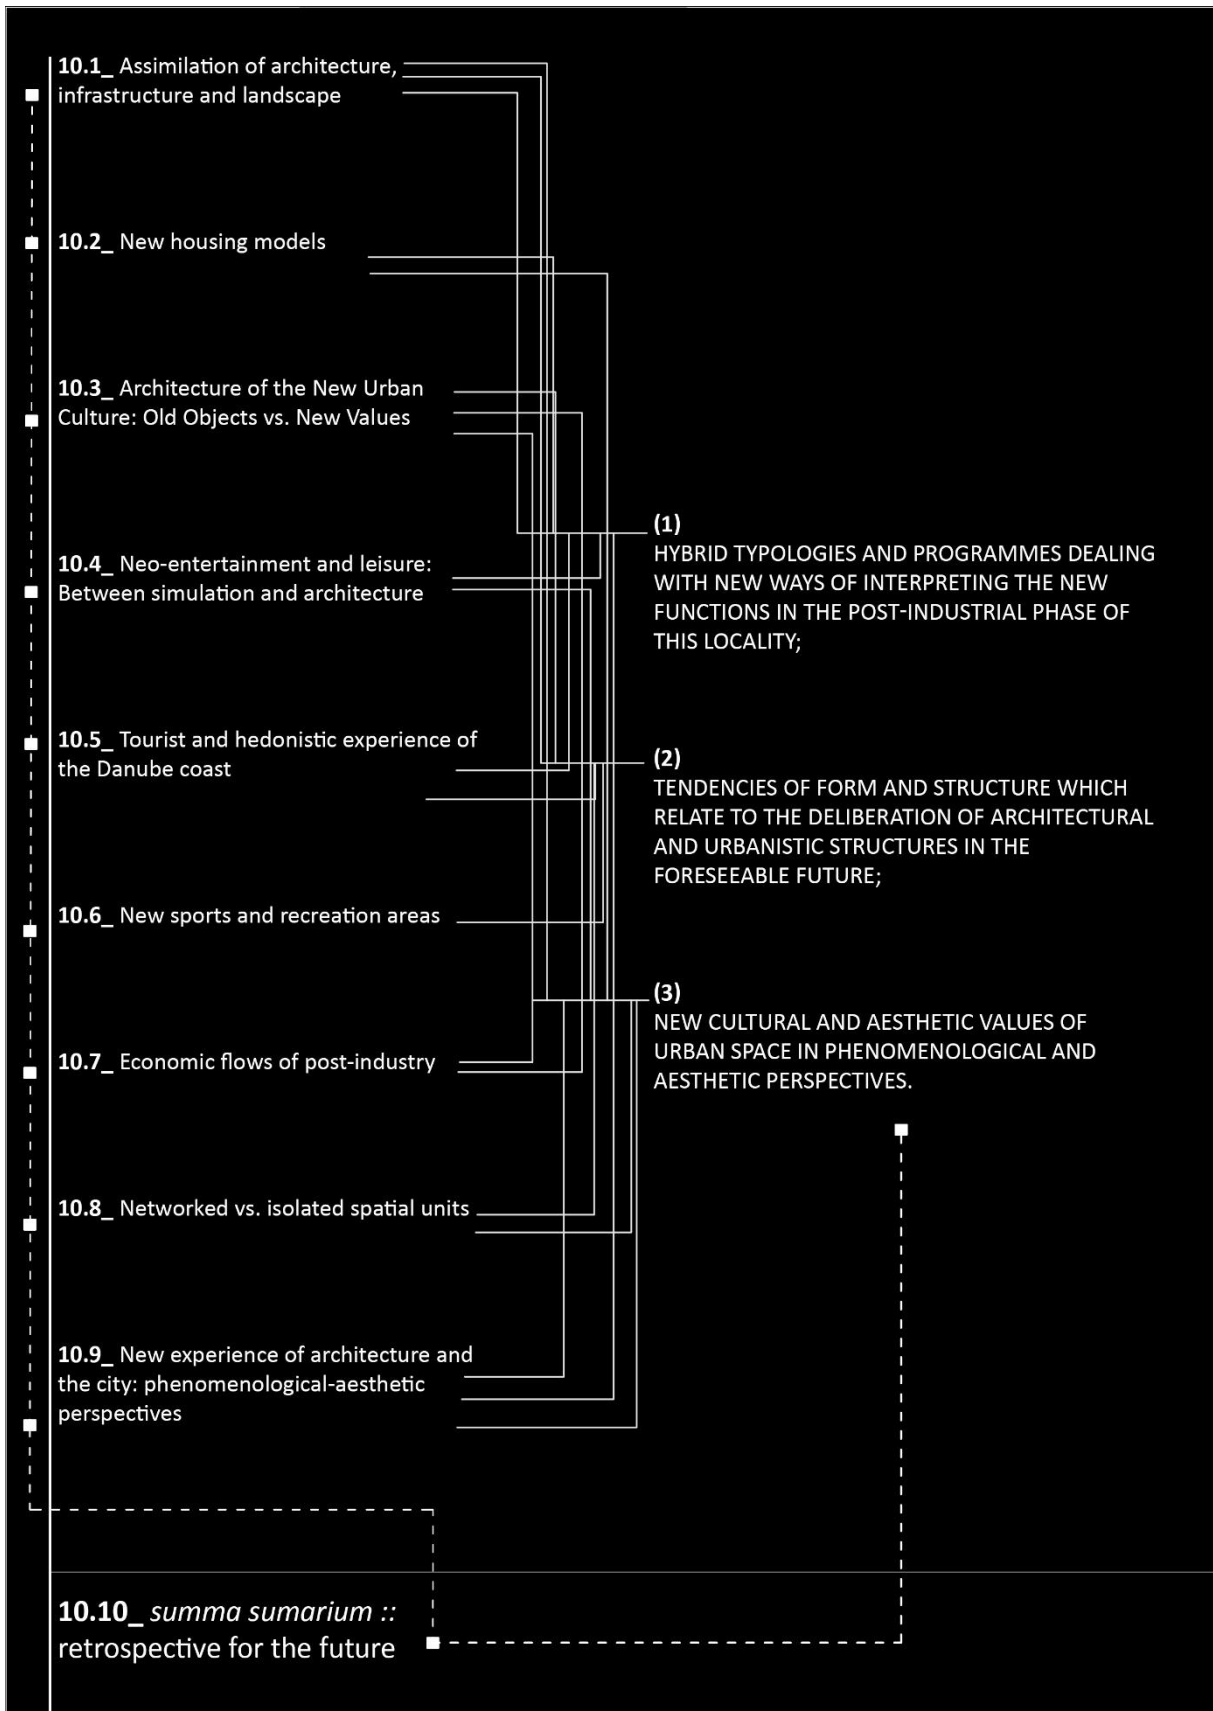 10.1_ Assimilation of architecture,
infrastructure and landscape
10.2_ New housing models
10.3_ Architecture of the New Urban
Culture: Old Objects vs. New Values
10.4_ Neo-entertainment and leisure:
Between simulation and architecture
10.5_ Tourist and hedonistic experience of
the Danube coast
10.6_ New sports and recreation areas
10.7_ Economic flows of post-industry
10.8_ Networked vs. isolated spatial units
10.9_ New experience of architecture and
the city: phenomenological-aesthetic
perspectives
(1)
HYBRID TYPOLOGIES AND PROGRAMMES DEALING
WITH NEW WAYS OF INTERPRETING THE NEW
FUNCTIONS IN THE POST-INDUSTRIAL PHASE OF
THIS LOCALITY;
(2)
TENDENCIES OF FORM AND STRUCTURE WHICH
RELATE TO THE DELIBERATION OF ARCHITECTURAL
AND URBANISTIC STRUCTURES IN THE
FORESEEABLE FUTURE;
(3)
NEW CULTURAL AND AESTHETIC VALUES OF
URBAN SPACE IN PHENOMENOLOGICAL AND
AESTHETIC PERSPECTIVES.
10.10_ summa sumarium ::
retrospective for the future